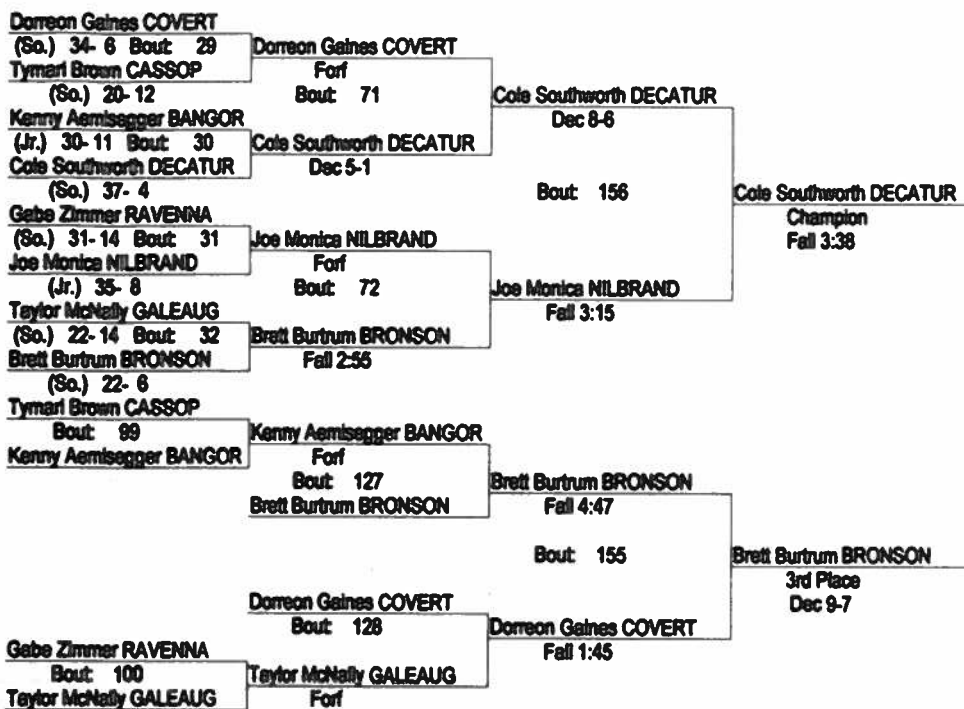 Dorreon Gaines COVERT
(So.) 34- 6 Bout: 29
Tymarl Brown CASSOP
(So.) 20- 12
Kenny Aemisegger BANGOR
(Jr.) 30- 11 Bout: 30
Cole Southworth DECATUR
(So.) 37- 4
Gabe Zimmer RAVENNA
(So.) 31- 14 Bout: 31
Joe Monica NILBRAND
(Jr.) 35- 8
Taylor McNally GALEAUG
(So.) 22- 14 Bout: 32
Brett Burtrum BRONSON
(So.) 22- 6
Dorreon Gaines COVERT
Forf
Bout: 71
Cole Southworth DECATUR
Dec 5-1
Joe Monica NILBRAND
Forf
Bout: 72
Brett Burtrum BRONSON
Fall 2:55
Cole Southworth DECATUR
Dec 8-6
Bout: 156
Joe Monica NILBRAND
Fall 3:15
Cole Southworth DECATUR
Champion
Fall 3:38
Tymarl Brown CASSOP
Bout: 99
Kenny Aemisegger BANGOR
Gabe Zimmer RAVENNA
Bout: 100
Taylor McNally GALEAUG
Kenny Aemisegger BANGOR
Forf
Bout: 127
Brett Burtrum BRONSON
Dorreon Gaines COVERT
Bout: 128
Taylor McNally GALEAUG
Forf
Brett Burtrum BRONSON
Fall 4:47
Bout: 155
Dorreon Gaines COVERT
Fall 1:45
Brett Burtrum BRONSON
3rd Place
Dec 9-7